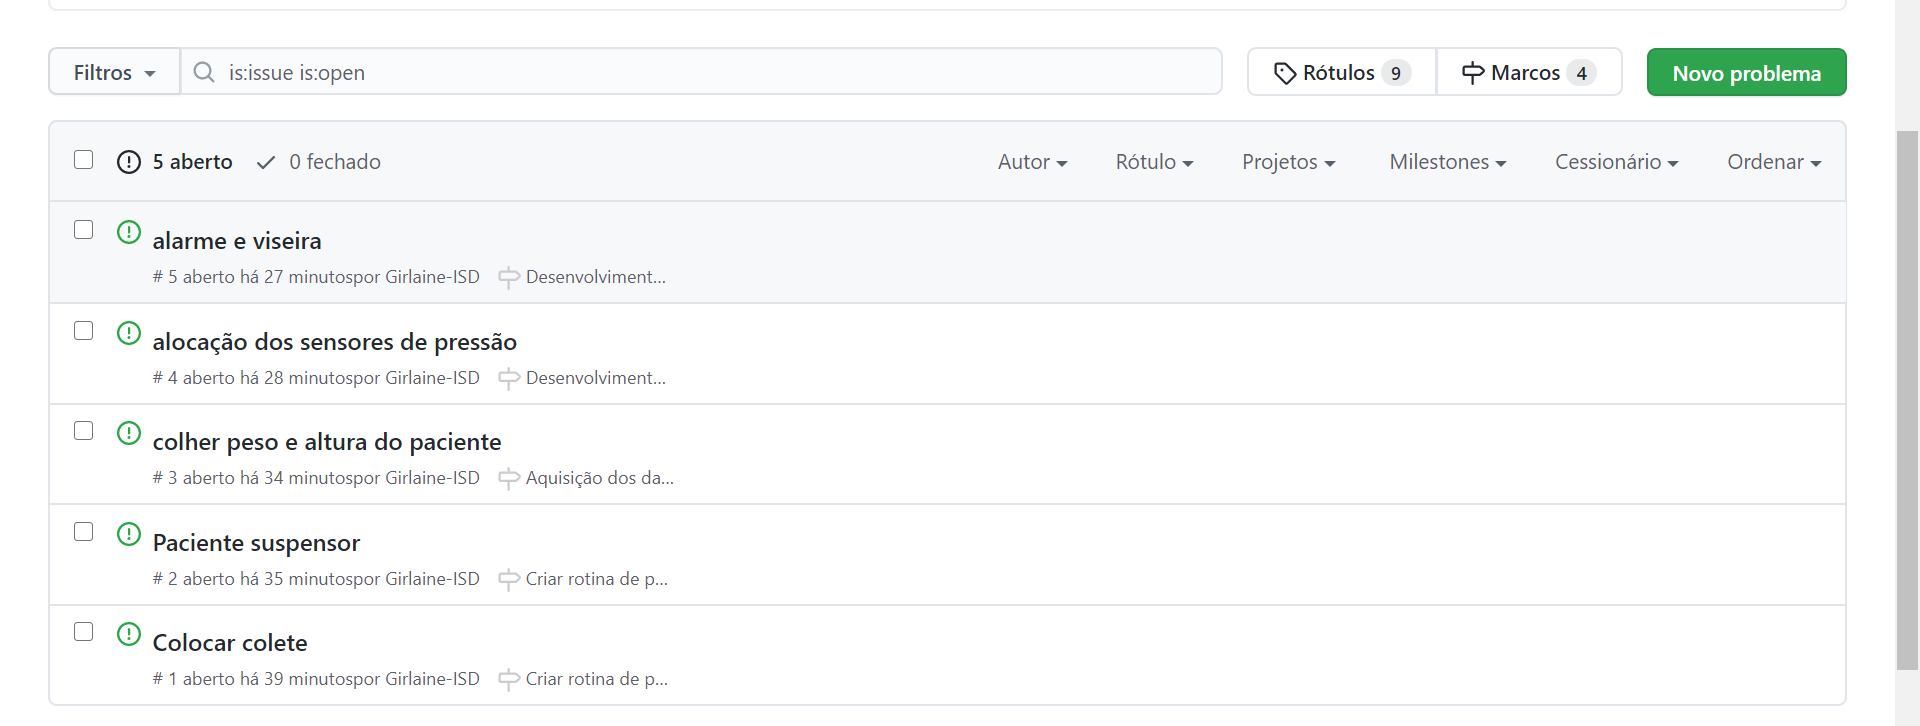 Filtros is:issue is:open Rótulos 9 Marcos 4 Novo problema
5 aberto 0 fechado Autor Rótulo Projetos Milestones Cessionário Ordenar
alarme e viseira
# 5 aberto há 27 minutospor Girlaine-ISD Desenvolviment...
alocação dos sensores de pressão
# 4 aberto há 28 minutospor Girlaine-ISD Desenvolviment...
colher peso e altura do paciente
# 3 aberto há 34 minutospor Girlaine-ISD Aquisição dos da...
Paciente suspensor
# 2 aberto há 35 minutospor Girlaine-ISD Criar rotina de p...
Colocar colete
# 1 aberto há 39 minutospor Girlaine-ISD Criar rotina de p...